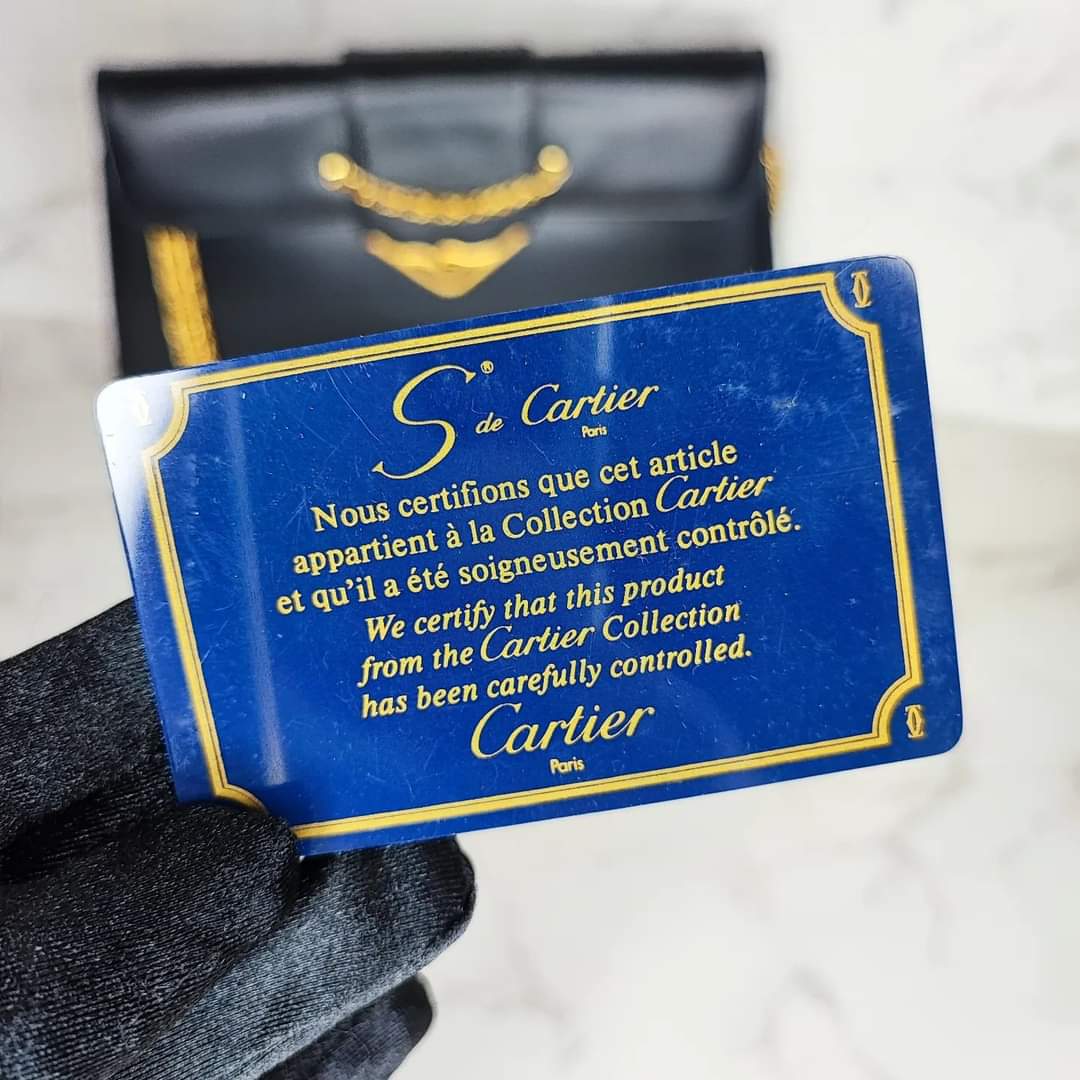 S® de Cartier
Paris
Nous certifions que cet article
appartient à la Collection Cartier
et qu'il a été soigneusement contrôlé.
We certify that this product
from the Cartier Collection
has been carefully controlled.
Cartier
Paris